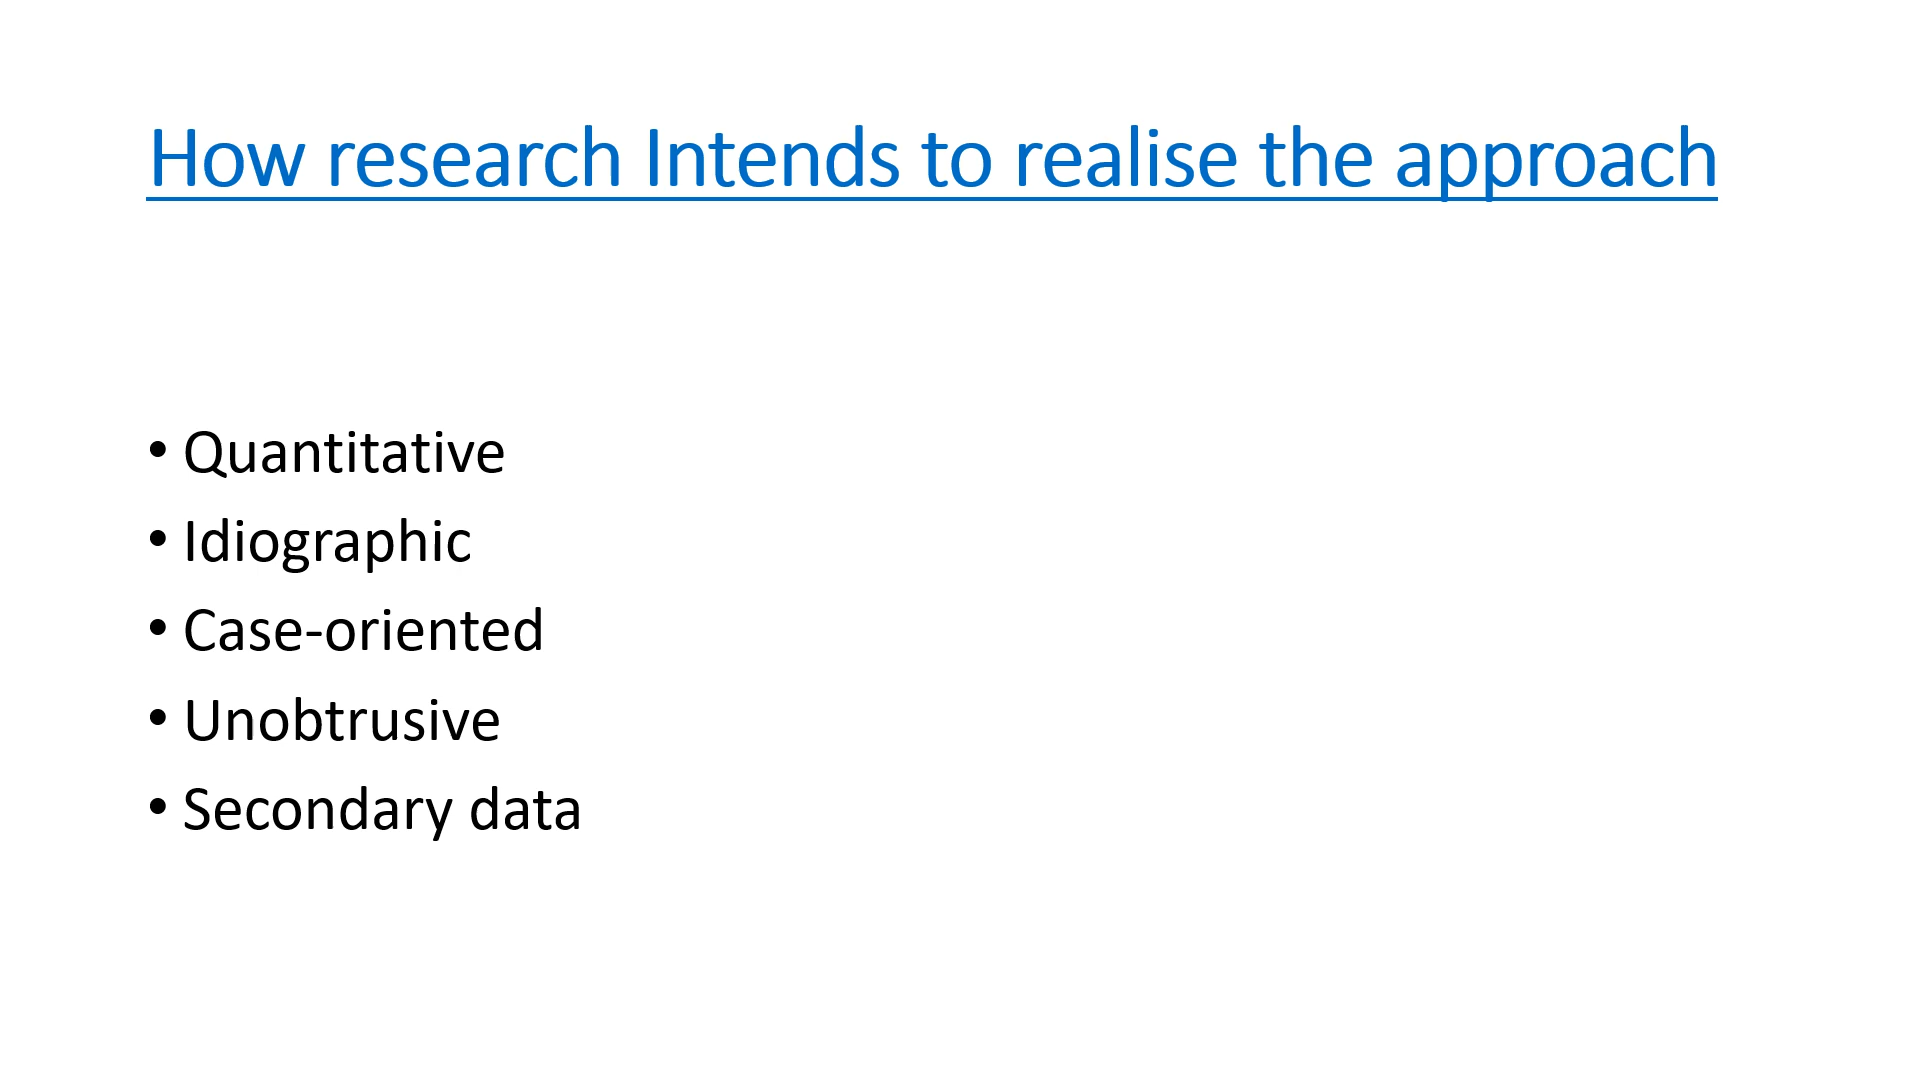 How research Intends to realise the approach
• Quantitative
• Idiographic
• Case-oriented
• Unobtrusive
• Secondary data